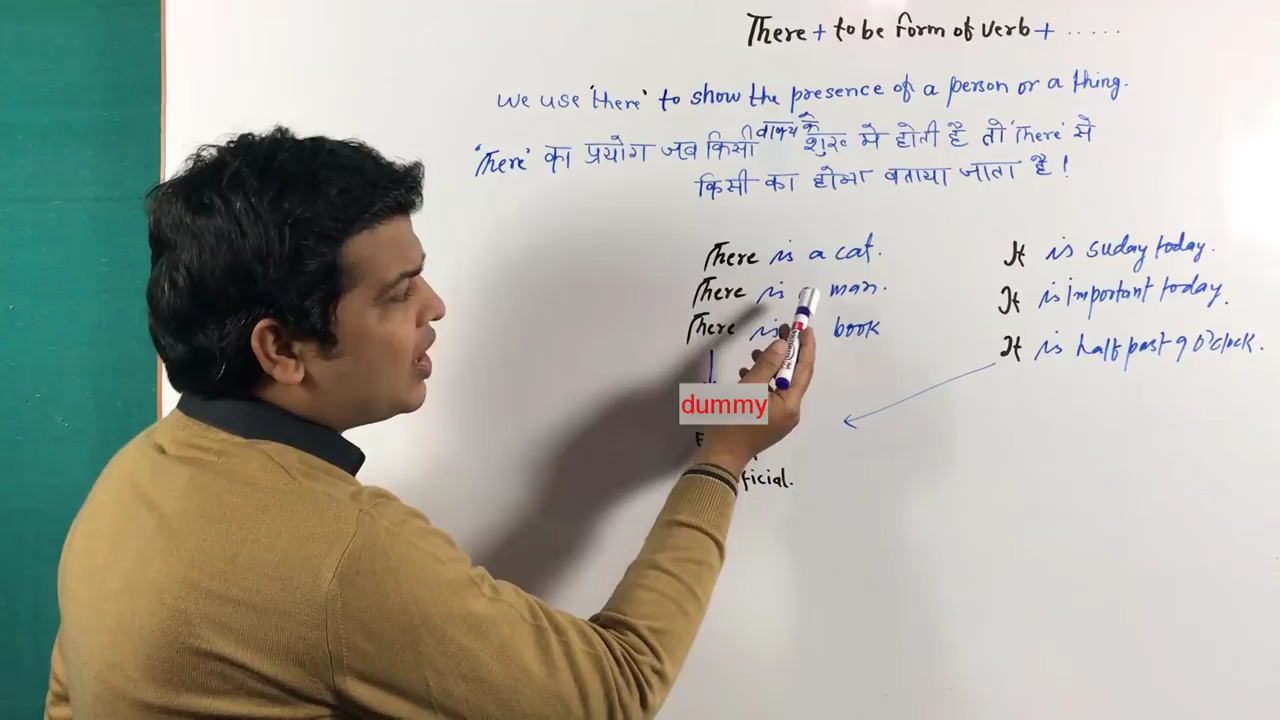 There + to be form of verb + ......
We use 'there' to show the presence of a person or a thing.
'There' का प्रयोग जब किसी वाक्य के शुरू मे होती है तो 'There' से
किसी का होना बताया जाता है !
There is a cat.
There is a man.
There is book
dummy
ficial.
It is suday today.
It is Important today.
It is half past 9 O'clock.